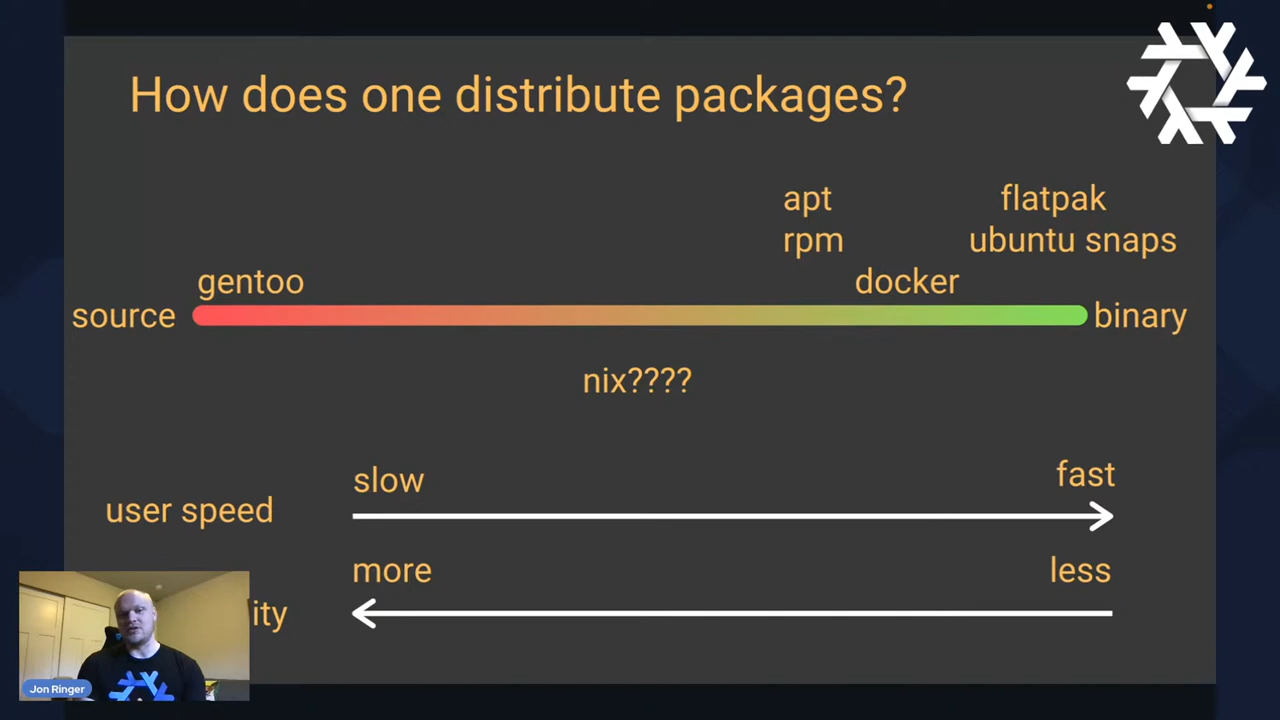 How does one distribute packages?
apt
flatpak
rpm
ubuntu snaps
gentoo
docker
source
binary
nix????
slow
fast
user speed
more
less
ity
Jon Ringer